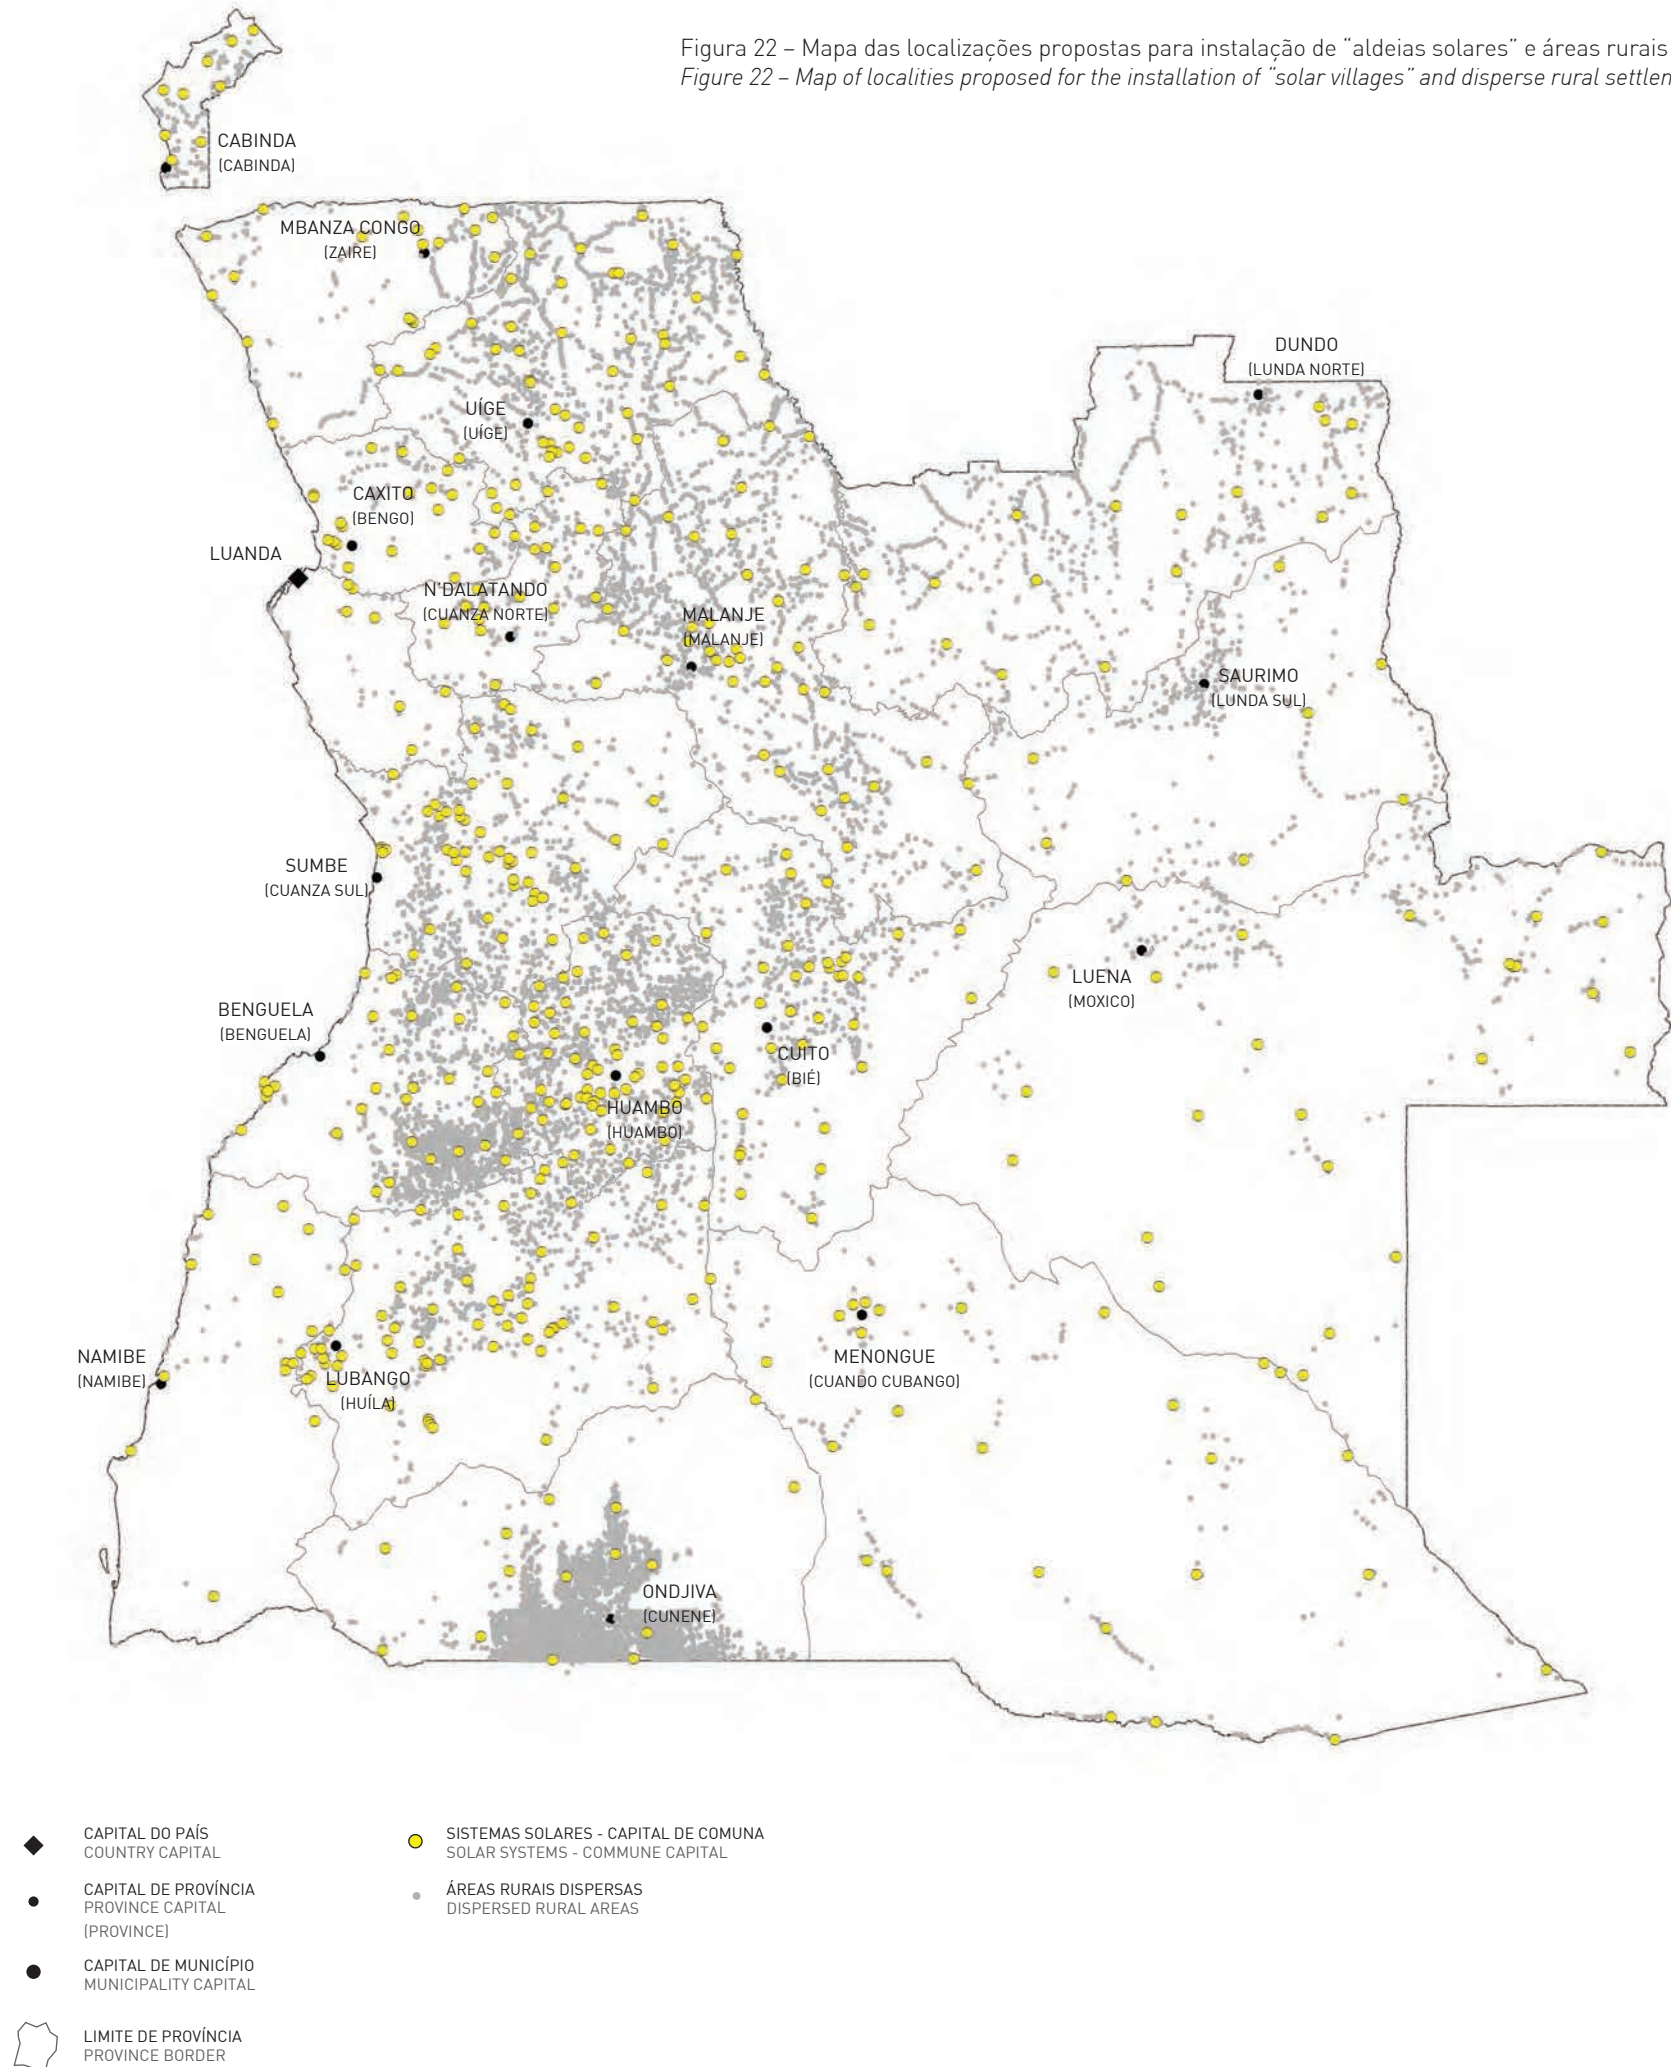 Figura 22 – Mapa das localizações propostas para instalação de “aldeias solares” e áreas rurais
Figure 22 – Map of localities proposed for the installation of “solar villages” and disperse rural
CABINDA
(CABINDA)
MBANZA CONGO
(ZAIRE)
DUNDO
(LUNDA NORTE)
UÍGE
(UÍGE)
CAXITO
(BENGO)
LUANDA
N'DALATANDO
(CUANZA NORTE)
MALANJE
(MALANJE)
SAURIMO
(LUNDA SUL)
SUMBE
(CUANZA SUL)
LUENA
(MOXICO)
BENGUELA
(BENGUELA)
CUITO
(BIÉ)
HUAMBO
(HUAMBO)
NAMIBE
(NAMIBE)
LUBANGO
(HUÍLA)
MENONGUE
(CUANDO CUBANGO)
ONDJIVA
(CUNENE)
CAPITAL DO PAÍS
COUNTRY CAPITAL
CAPITAL DE PROVÍNCIA
PROVINCE CAPITAL
(PROVINCE)
CAPITAL DE MUNICÍPIO
MUNICIPALITY CAPITAL
LIMITE DE PROVÍNCIA
PROVINCE BORDER
SISTEMAS SOLARES - CAPITAL DE COMUNA
SOLAR SYSTEMS - COMMUNE CAPITAL
ÁREAS RURAIS DISPERSAS
DISPERSED RURAL AREAS